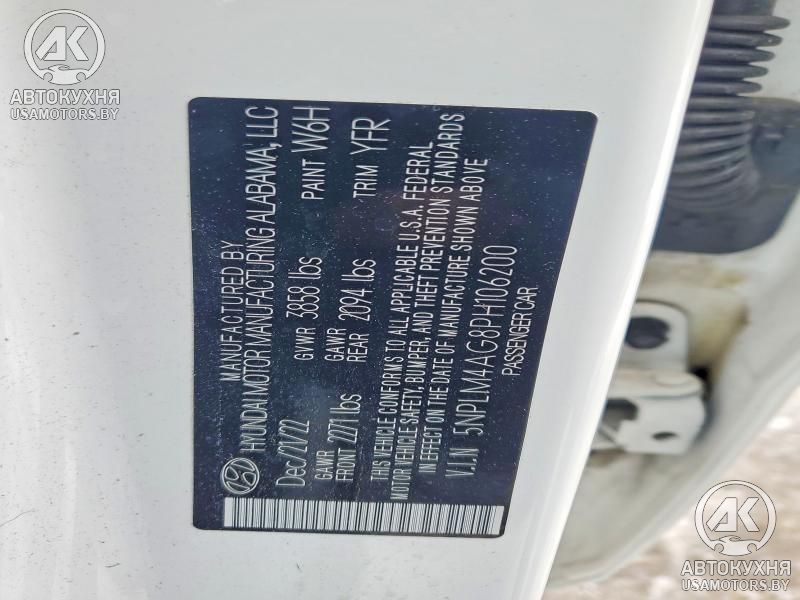 MANUFACTURED BY
HYUNDAI MOTOR MANUFACTURING ALABAMA, LLC
Dec/21/22 GVWR 3858 lbs PAINT W6H
GAWR FRONT 2271 lbs GAWR REAR 2094 lbs TRIM YFR
THIS VEHICLE CONFORMS TO ALL APPLICABLE U.S.A. FEDERAL
MOTOR VEHICLE SAFETY, BUMPER, AND THEFT PREVENTION STANDARDS
IN EFFECT ON THE DATE OF MANUFACTURE SHOWN ABOVE
V.I.N 5NPLM4AG8PH106200
PASSENGER CAR
АК
АВТОКУХНЯ
USAMOTORS.BY
АК
АВТОКУХНЯ
USAMOTORS.BY